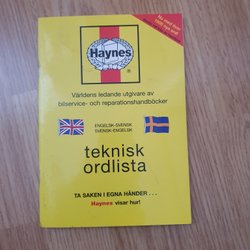 Haynes
®
Världens ledande utgivare av
bilservice- och reparationshandböcker
ENGELSK-SVENSK
SVENSK-ENGELSK
teknisk
ordlista
TA SAKEN I EGNA HÄNDER . . .
Haynes visar hur!